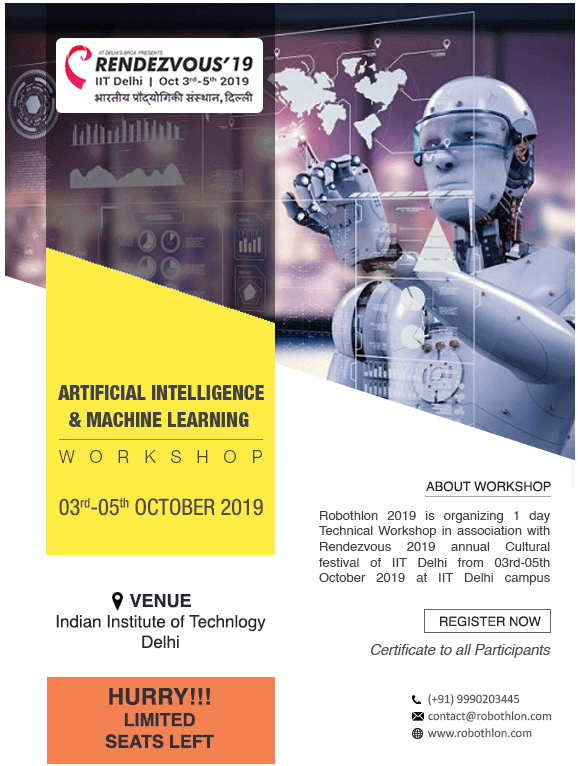 IIT DELHI'S BRCA PRESENTS
RENDEZVOUS'19
IIT Delhi | Oct 3rd-5th 2019
भारतीय प्रौद्योगिकी संस्थान, दिल्ली
ARTIFICIAL INTELLIGENCE
& MACHINE LEARNING
WORKSHOP
03rd-05th OCTOBER 2019
VENUE
Indian Institute of Technlogy
Delhi
HURRY!!!
LIMITED
SEATS LEFT
ABOUT WORKSHOP
Robothlon 2019 is organizing 1 day
Technical Workshop in association with
Rendezvous 2019 annual Cultural
festival of IIT Delhi from 03rd-05th
October 2019 at IIT Delhi campus
REGISTER NOW
Certificate to all Participants
(+91) 9990203445
contact@robothlon.com
www.robothlon.com